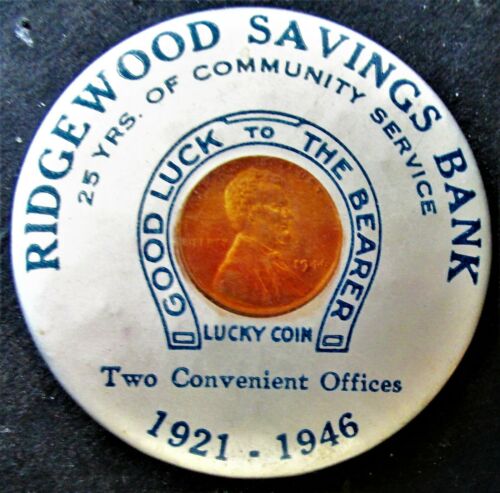 RIDGEWOOD SAVINGS BANK
25 YRS. OF COMMUNITY SERVICE
GOOD LUCK TO THE BEARER
LIBERTY
LUCKY COIN
Two Convenient Offices
1921 - 1946